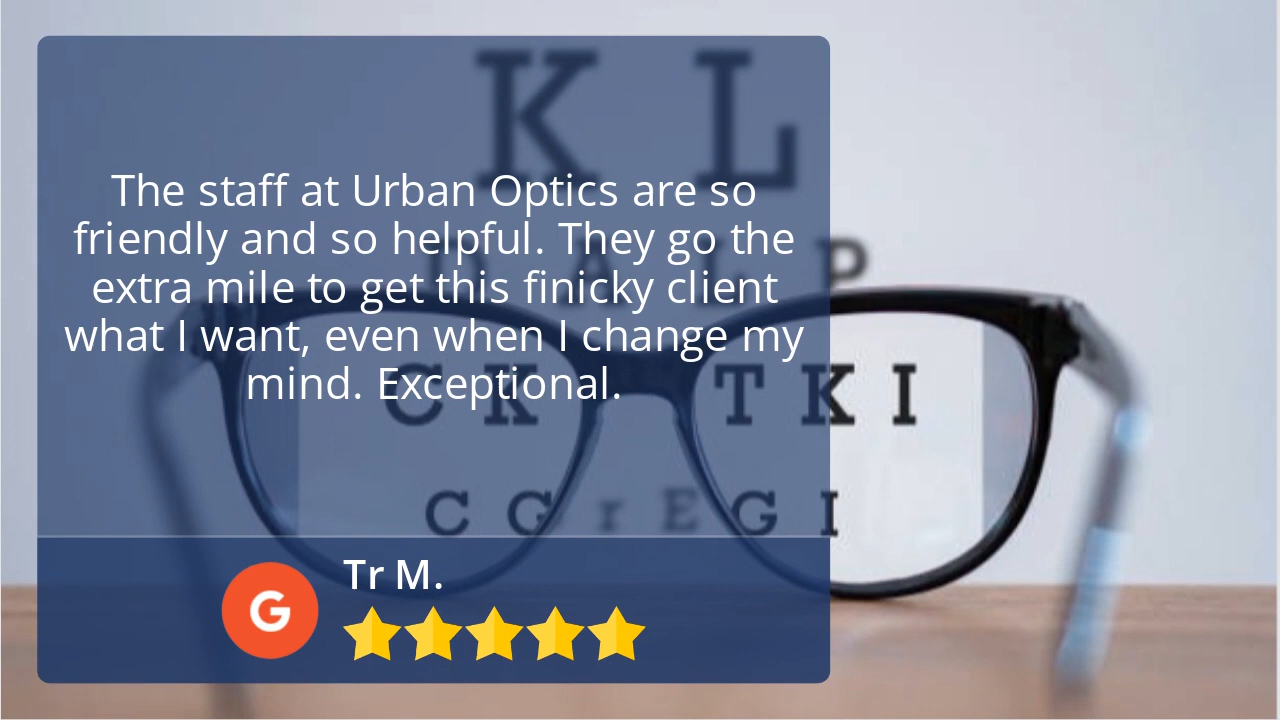 K L
A L P
The staff at Urban Optics are so
friendly and so helpful. They go the
extra mile to get this finicky client
what I want, even when I change my
mind. Exceptional.
C K T K I
C G r E G I
G
Tr M.